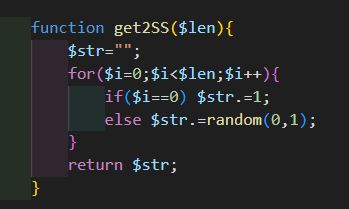 function get2SS($len){
$str="";
for($i=0;$i<$len;$i++){
if($i==0) $str.=1;
else $str.=random(0,1);
}
return $str;
}